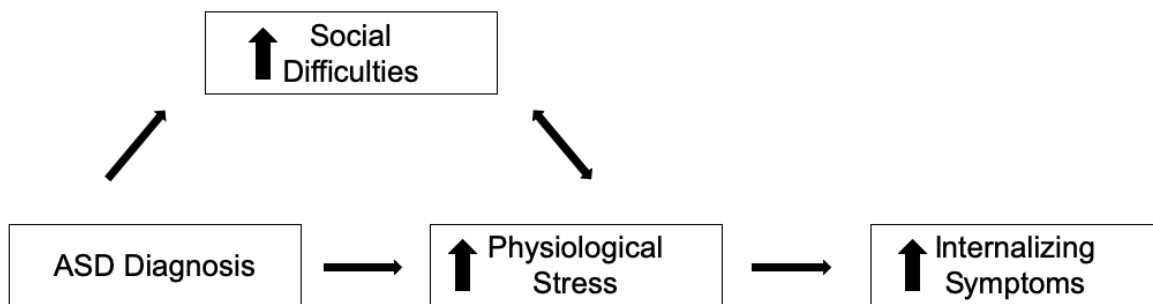 Social
Difficulties
ASD Diagnosis
Physiological
Stress
Internalizing
Symptoms